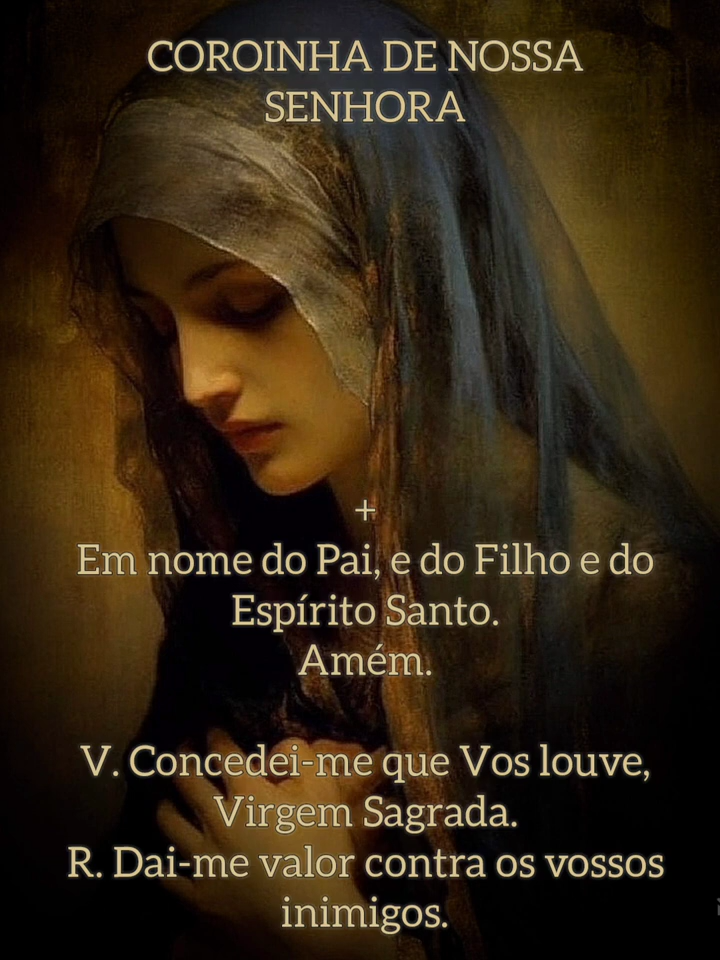 COROINHA DE NOSSA
SENHORA
+
Em nome do Pai, e do Filho e do
Espírito Santo.
Amém.
V. Concedei-me que Vos louve,
Virgem Sagrada.
R. Dai-me valor contra os vossos
inimigos.